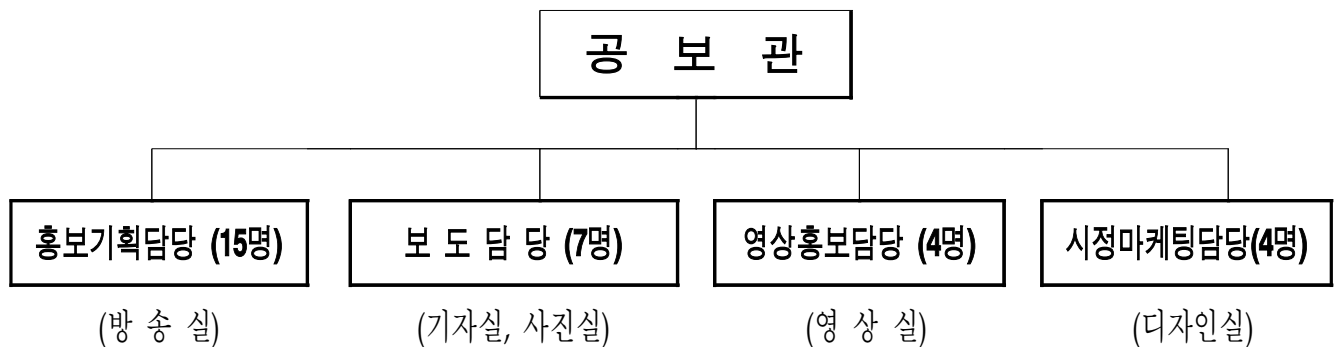 공 보 관
홍보기획담당 (15명) 보 도 담 당 (7명) 영상홍보담당 (4명) 시정마케팅담당(4명)
(방 송 실) (기자실, 사진실) (영 상 실) (디자인실)